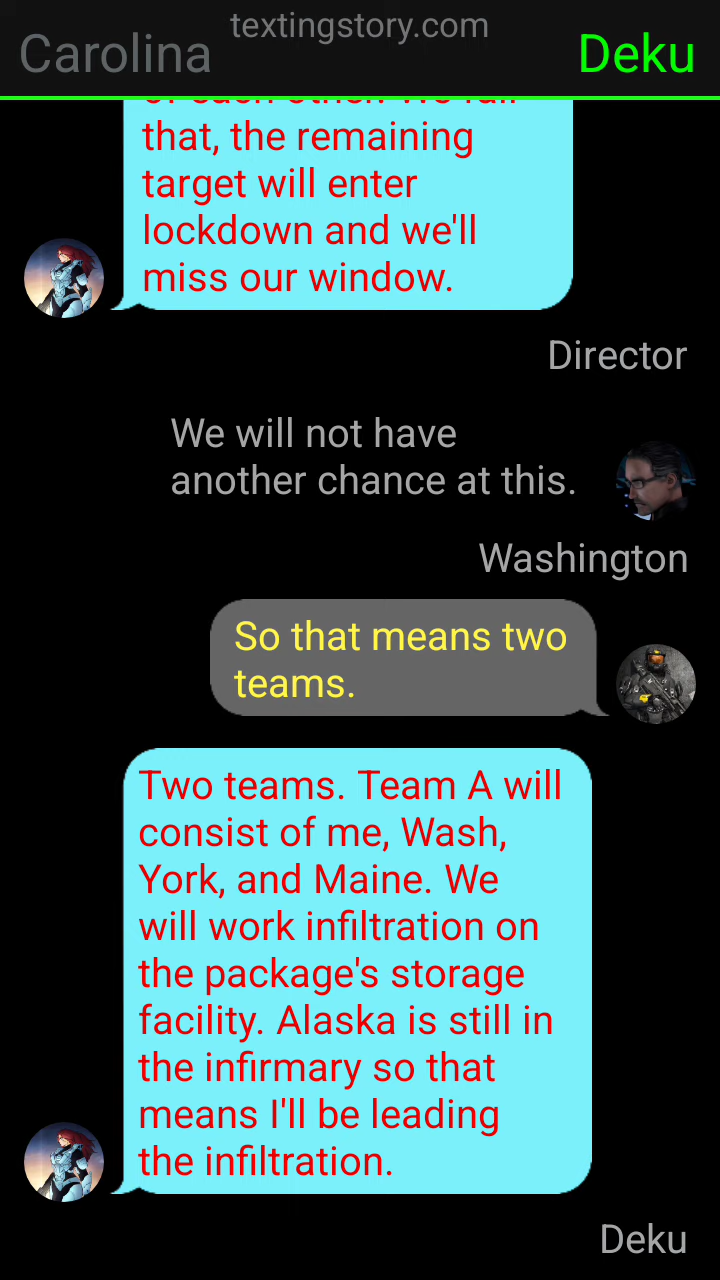 textingstory.com
Carolina
Deku
that, the remaining
target will enter
lockdown and we'll
miss our window.
Director
We will not have
another chance at this.
Washington
So that means two
teams.
Two teams. Team A will
consist of me, Wash,
York, and Maine. We
will work infiltration on
the package's storage
facility. Alaska is still in
the infirmary so that
means I'll be leading
the infiltration.
Deku